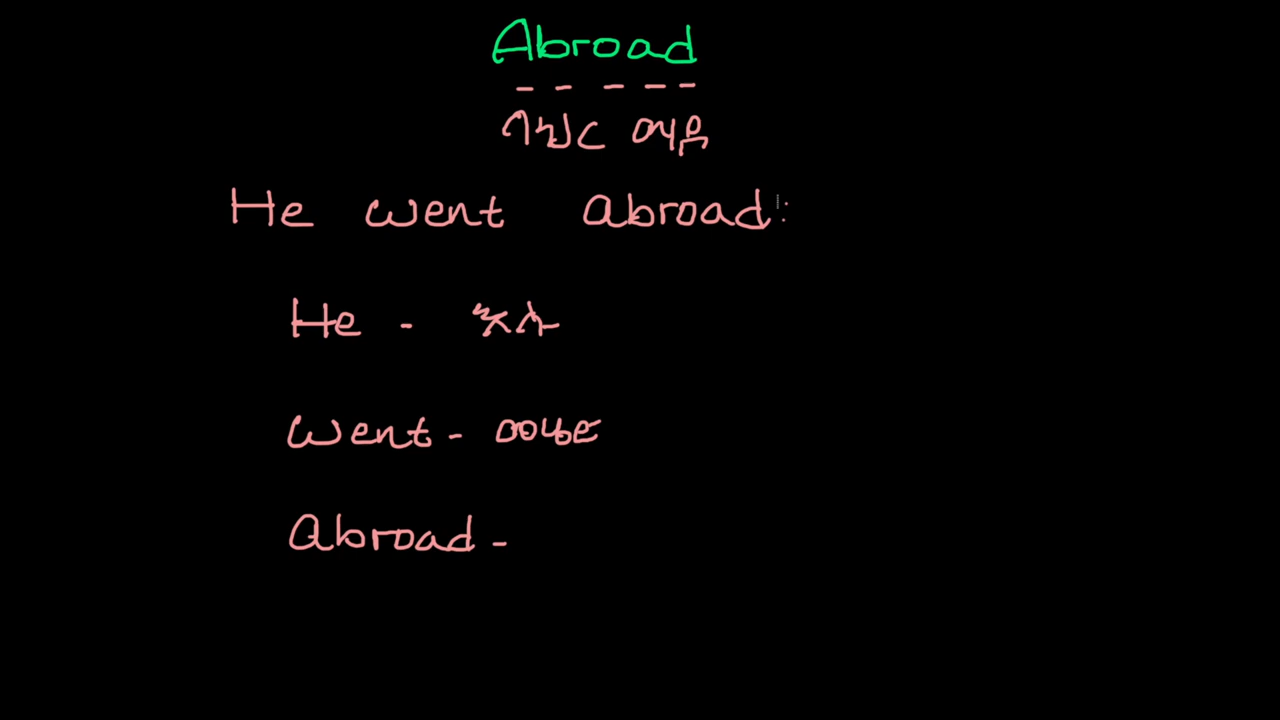 Abroad
- - - - -
ባህር ማዶ
He went abroad:
He - እሱ
Went -
Abroad -